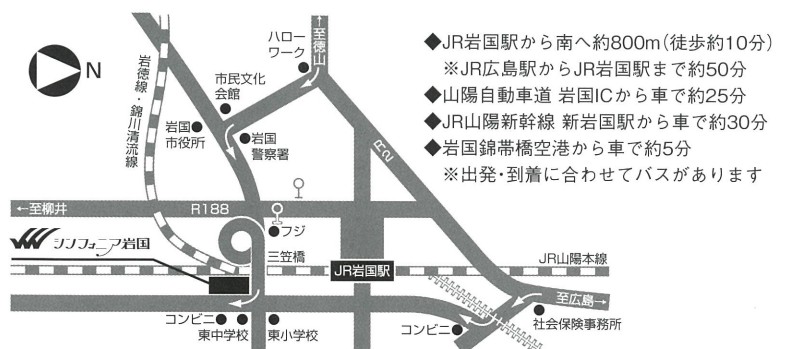 ◆JR岩国駅から南へ約800m(徒歩約10分)
※JR広島駅からJR岩国駅まで約50分
◆山陽自動車道 岩国ICから車で約25分
◆JR山陽新幹線 新岩国駅から車で約30分
◆岩国錦帯橋空港から車で約5分
※出発・到着に合わせてバスがあります
N
↑至徳山
ハロー
ワーク
市民文化
会館
岩徳線・錦川清流線
岩国
市役所
岩国
警察署
R2
←至柳井
R188
フジ
シンフォニア岩国
三笠橋
JR岩国駅
JR山陽本線
至広島→
コンビニ
東中学校
東小学校
コンビニ
社会保険事務所